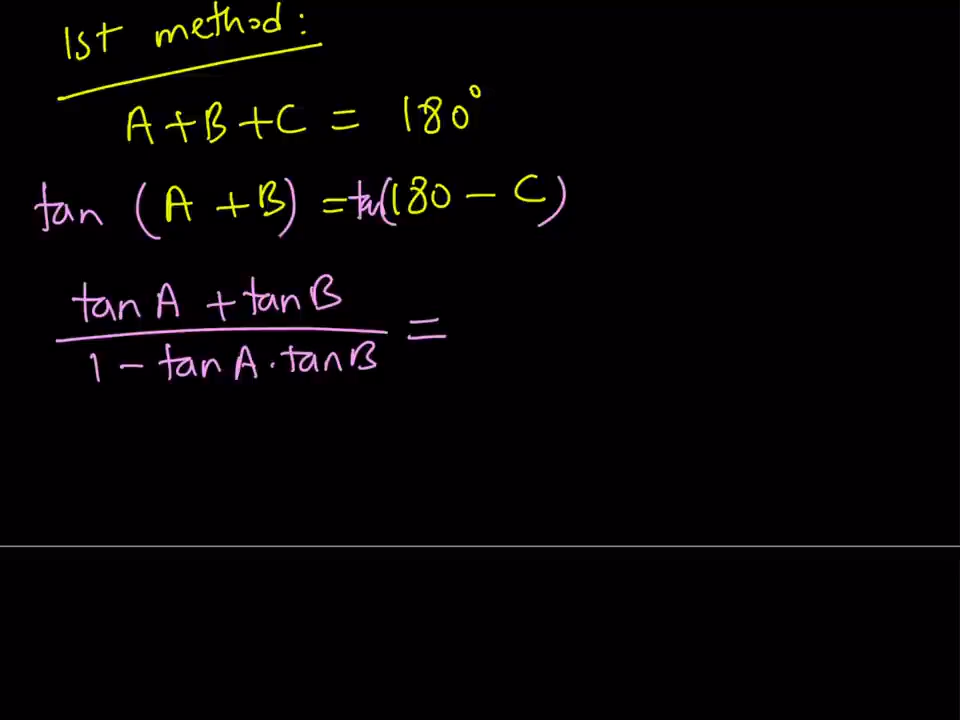 1st method:
A+B+C = 180°
tan (A+B) = tan(180 - C)
tan A + tan B
1 - tan A · tan B =